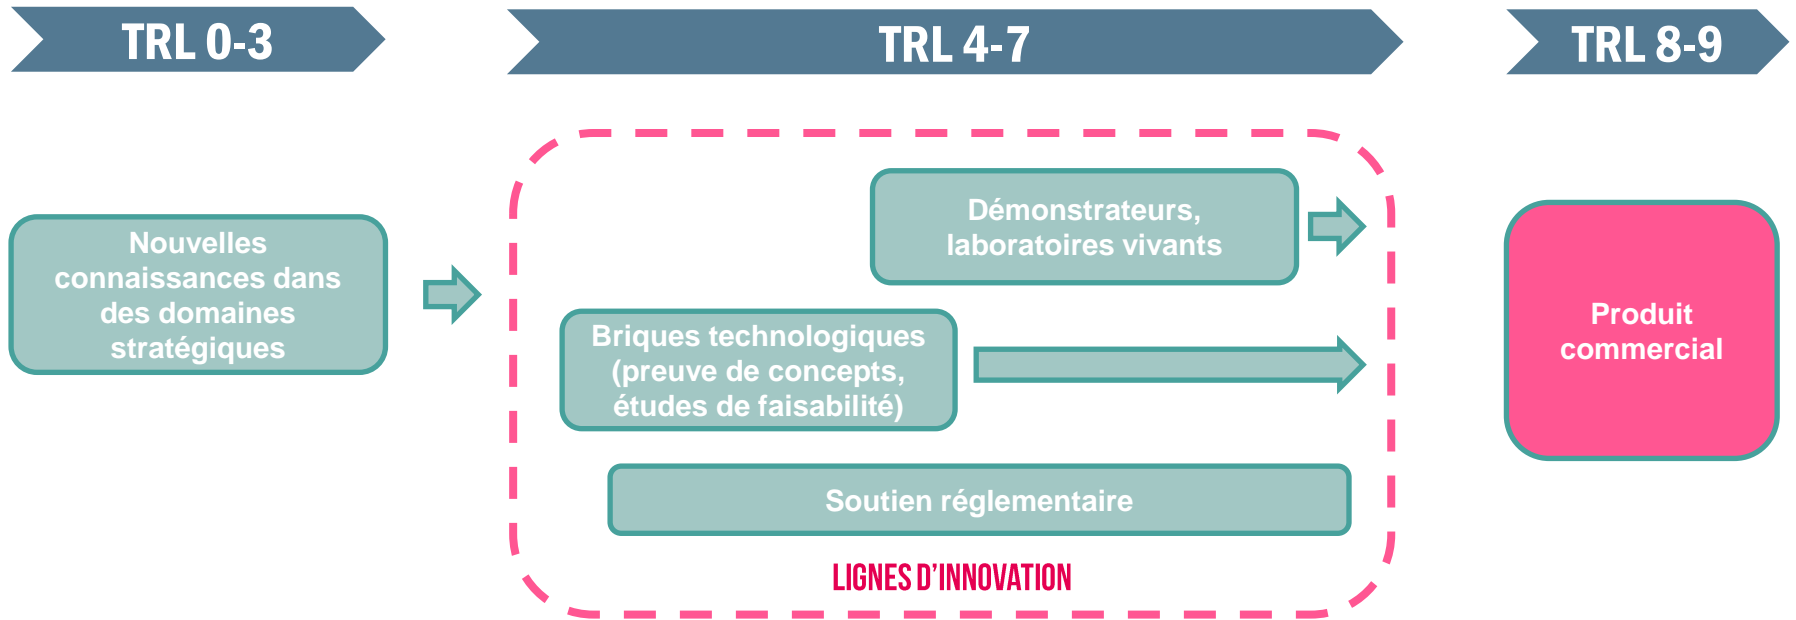 TRL 0-3
TRL 4-7
TRL 8-9
Nouvelles
connaissances dans
des domaines
stratégiques
Démonstrateurs,
laboratoires vivants
Briques technologiques
(preuve de concepts,
études de faisabilité)
Soutien réglementaire
LIGNES D'INNOVATION
Produit
commercial